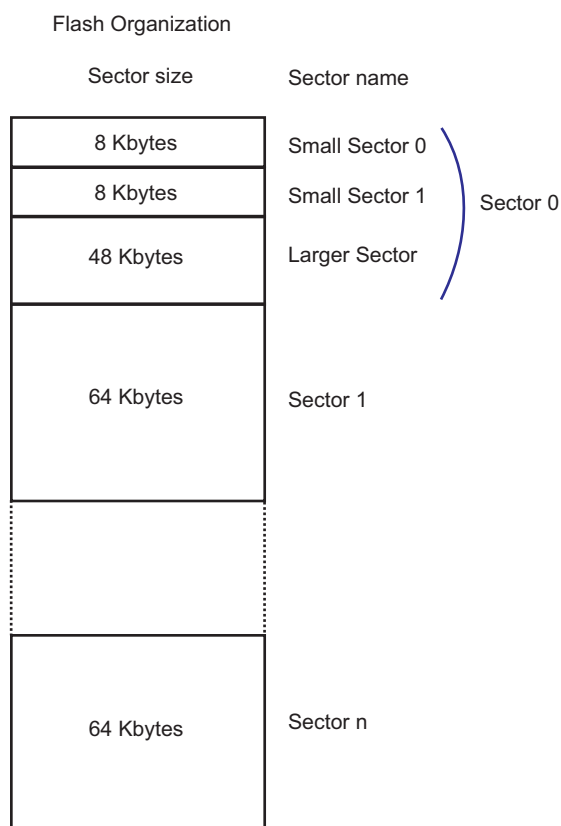 Flash Organization
Sector size Sector name
8 Kbytes Small Sector 0
8 Kbytes Small Sector 1
Sector 0
48 Kbytes Larger Sector
64 Kbytes Sector 1
64 Kbytes Sector n